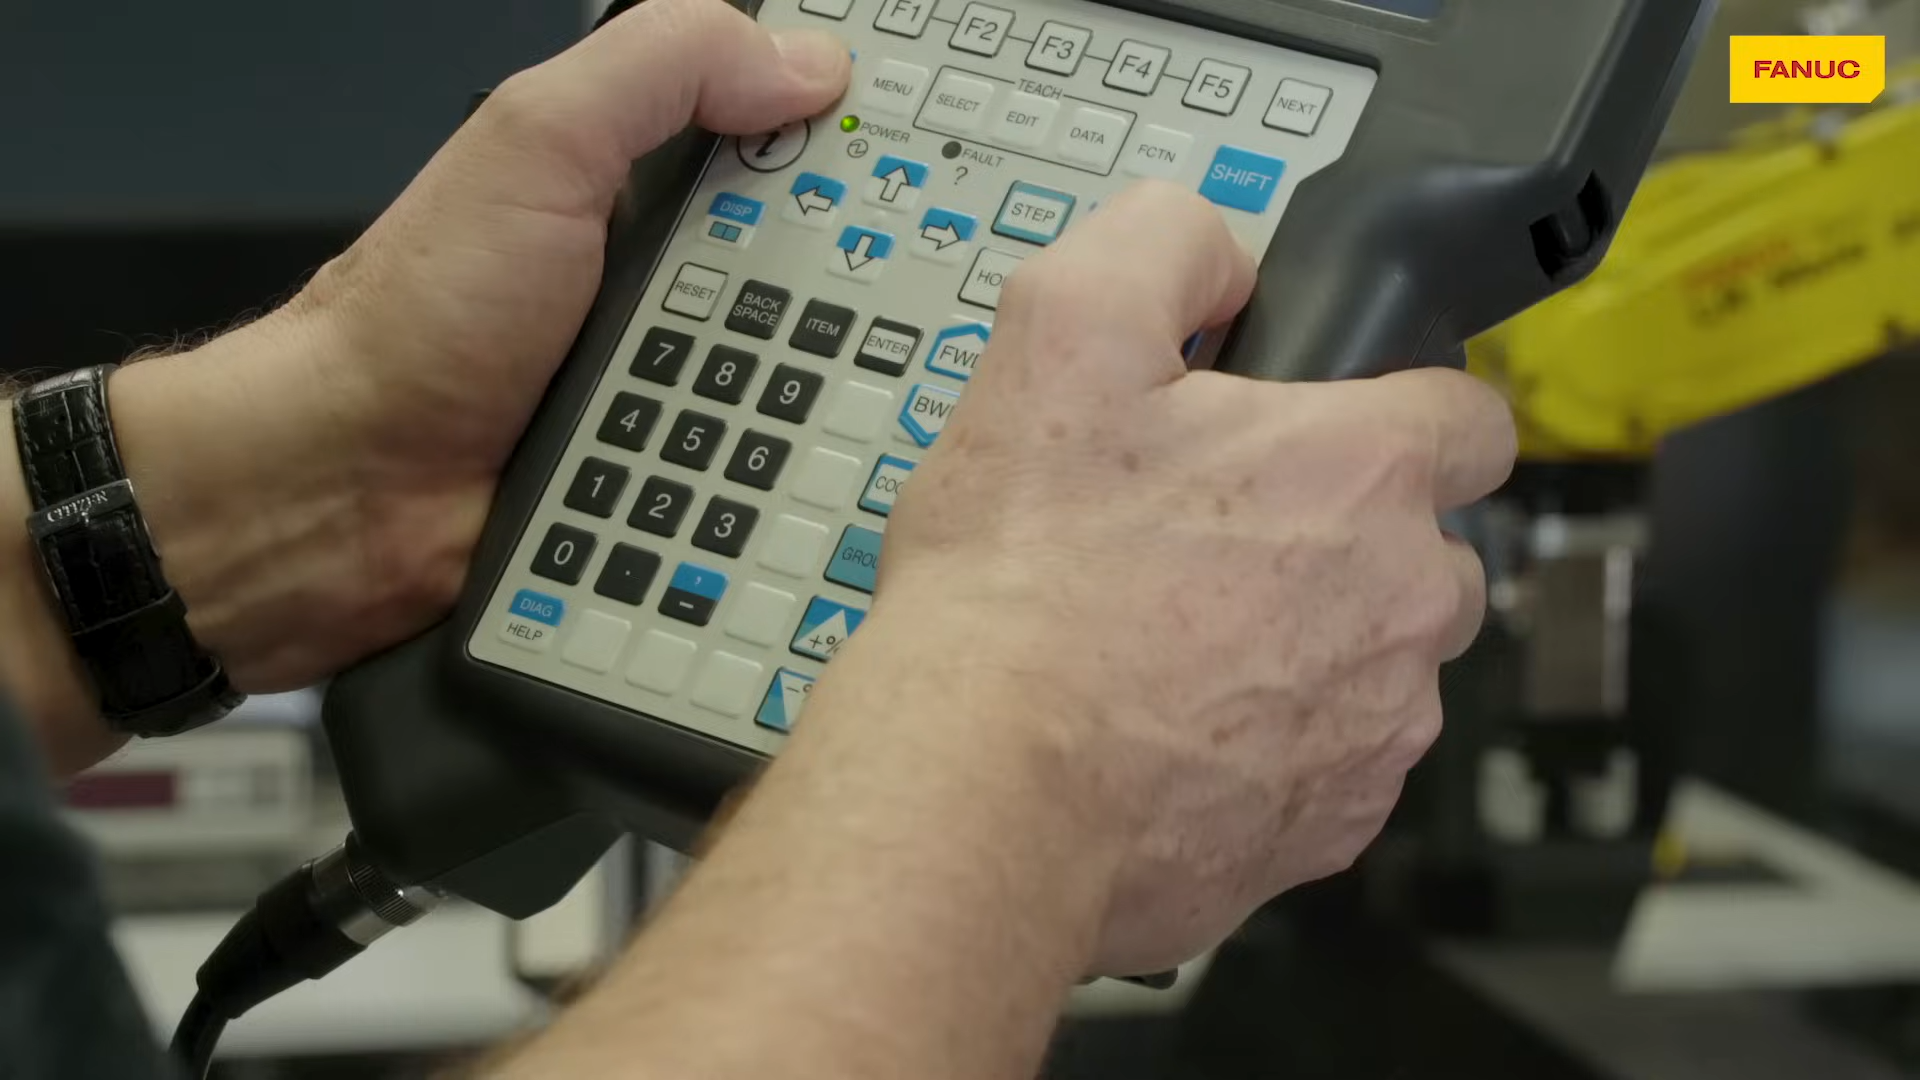 FANUC
F1
F2
F3
F4
F5
MENU
TEACH
SELECT
EDIT
DATA
NEXT
FCTN
i
POWER
FAULT
?
SHIFT
DISP
STEP
RESET
BACK
SPACE
ITEM
ENTER
7
8
9
4
5
6
1
2
3
0
.
,
-
DIAG
HELP
+%
CITIZEN